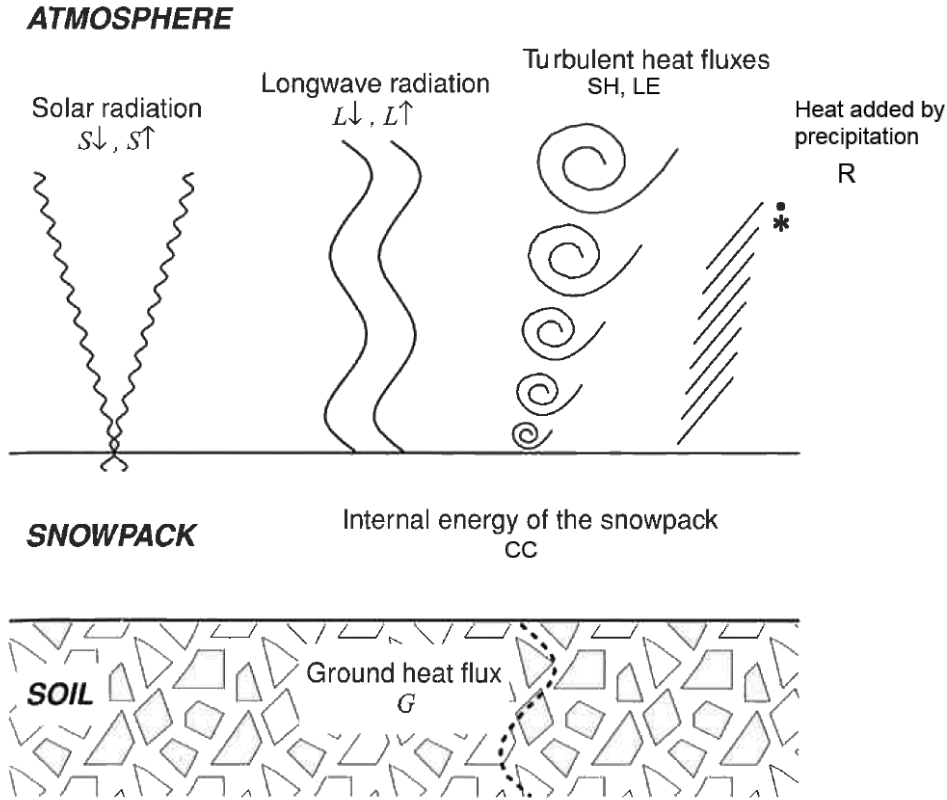 ATMOSPHERE
Solar radiation
S↓, S↑
Longwave radiation
L↓, L↑
Turbulent heat fluxes
SH, LE
Heat added by
precipitation
R
SNOWPACK
Internal energy of the snowpack
CC
SOIL
Ground heat flux
G